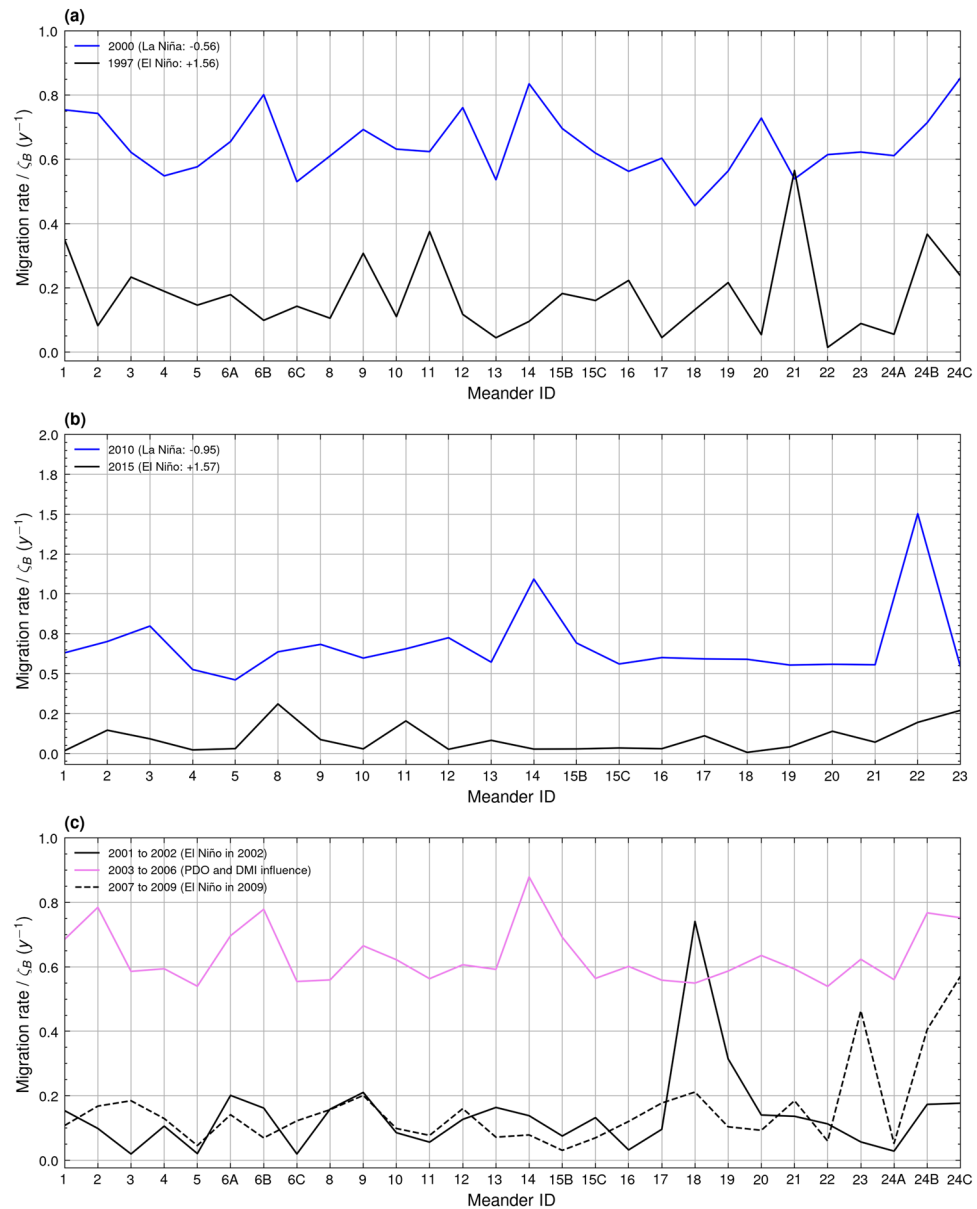 (a)
1.0
2000 (La Niña: -0.56)
1997 (El Niño: +1.56)
0.8
0.6
0.4
0.2
0.0
Migration rate / ζ_B (y⁻¹)
1 2 3 4 5 6A 6B 6C 8 9 10 11 12 13 14 15B 15C 16 17 18 19 20 21 22 23 24A 24B 24C
Meander ID
(b)
2.0
2010 (La Niña: -0.95)
2015 (El Niño: +1.57)
1.8
1.5
1.2
1.0
0.8
0.5
0.2
0.0
Migration rate / ζ_B (y⁻¹)
1 2 3 4 5 8 9 10 11 12 13 14 15B 15C 16 17 18 19 20 21 22 23
Meander ID
(c)
1.0
2001 to 2002 (El Niño in 2002)
2003 to 2006 (PDO and DMI influence)
2007 to 2009 (El Niño in 2009)
0.8
0.6
0.4
0.2
0.0
Migration rate / ζ_B (y⁻¹)
1 2 3 4 5 6A 6B 6C 8 9 10 11 12 13 14 15B 15C 16 17 18 19 20 21 22 23 24A 24B 24C
Meander ID